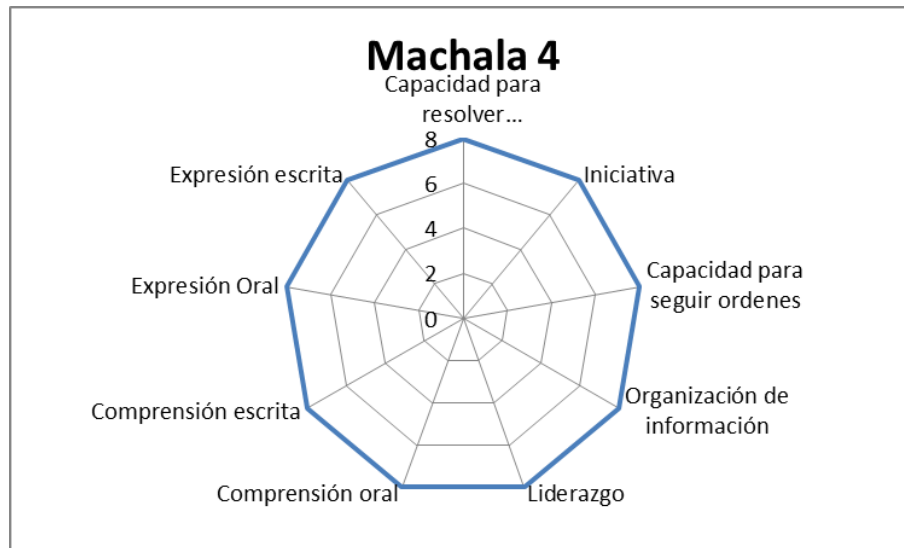 Machala 4
Capacidad para
resolver...
8
Expresión escrita
6
Iniciativa
4
Expresión Oral
Capacidad para
seguir ordenes
2
0
Comprensión escrita
Organización de
información
Comprensión oral
Liderazgo